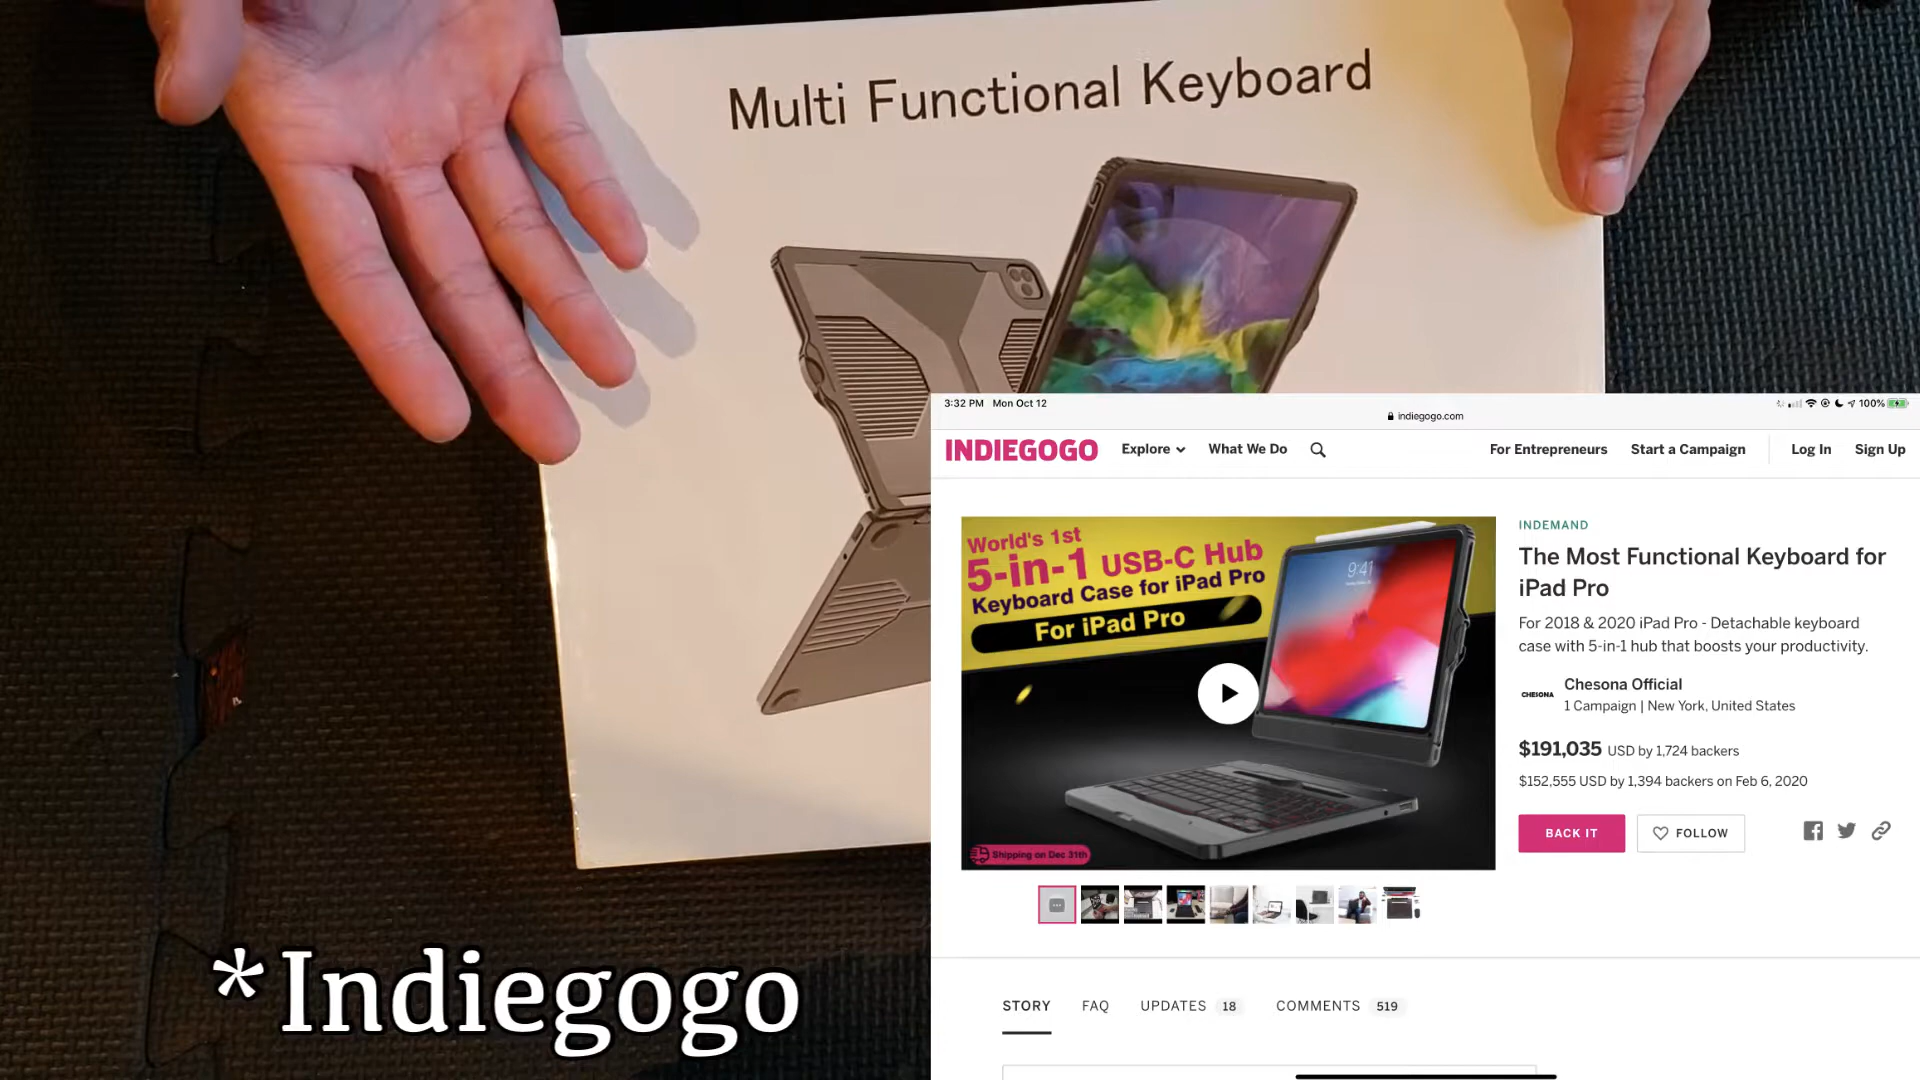 Multi Functional Keyboard
3:32 PM Mon Oct 12
100%
indiegogo.com
INDIEGOGO
Explore
What We Do
For Entrepreneurs
Start a Campaign
Log In
Sign Up
World's 1st
5-in-1 USB-C Hub
Keyboard Case for iPad Pro
For iPad Pro
9:41
Shipping on Dec 31th
INDEMAND
The Most Functional Keyboard for
iPad Pro
For 2018 & 2020 iPad Pro - Detachable keyboard
case with 5-in-1 hub that boosts your productivity.
CHESONA
Chesona Official
1 Campaign | New York, United States
$191,035 USD by 1,724 backers
$152,555 USD by 1,394 backers on Feb 6, 2020
BACK IT
FOLLOW
STORY
FAQ
UPDATES 18
COMMENTS 519
*Indiegogo